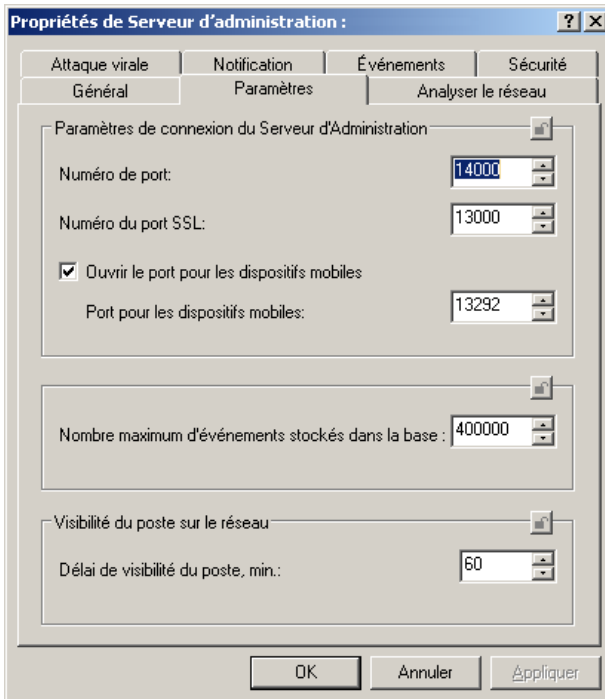 Propriétés de Serveur d'administration :
Attaque virale Notification Événements Sécurité
Général Paramètres Analyser le réseau
Paramètres de connexion du Serveur d'Administration
Numéro de port: 14000
Numéro du port SSL: 13000
Ouvrir le port pour les dispositifs mobiles
Port pour les dispositifs mobiles: 13292
Nombre maximum d'événements stockés dans la base : 400000
Visibilité du poste sur le réseau
Délai de visibilité du poste, min.: 60
OK Annuler Appliquer